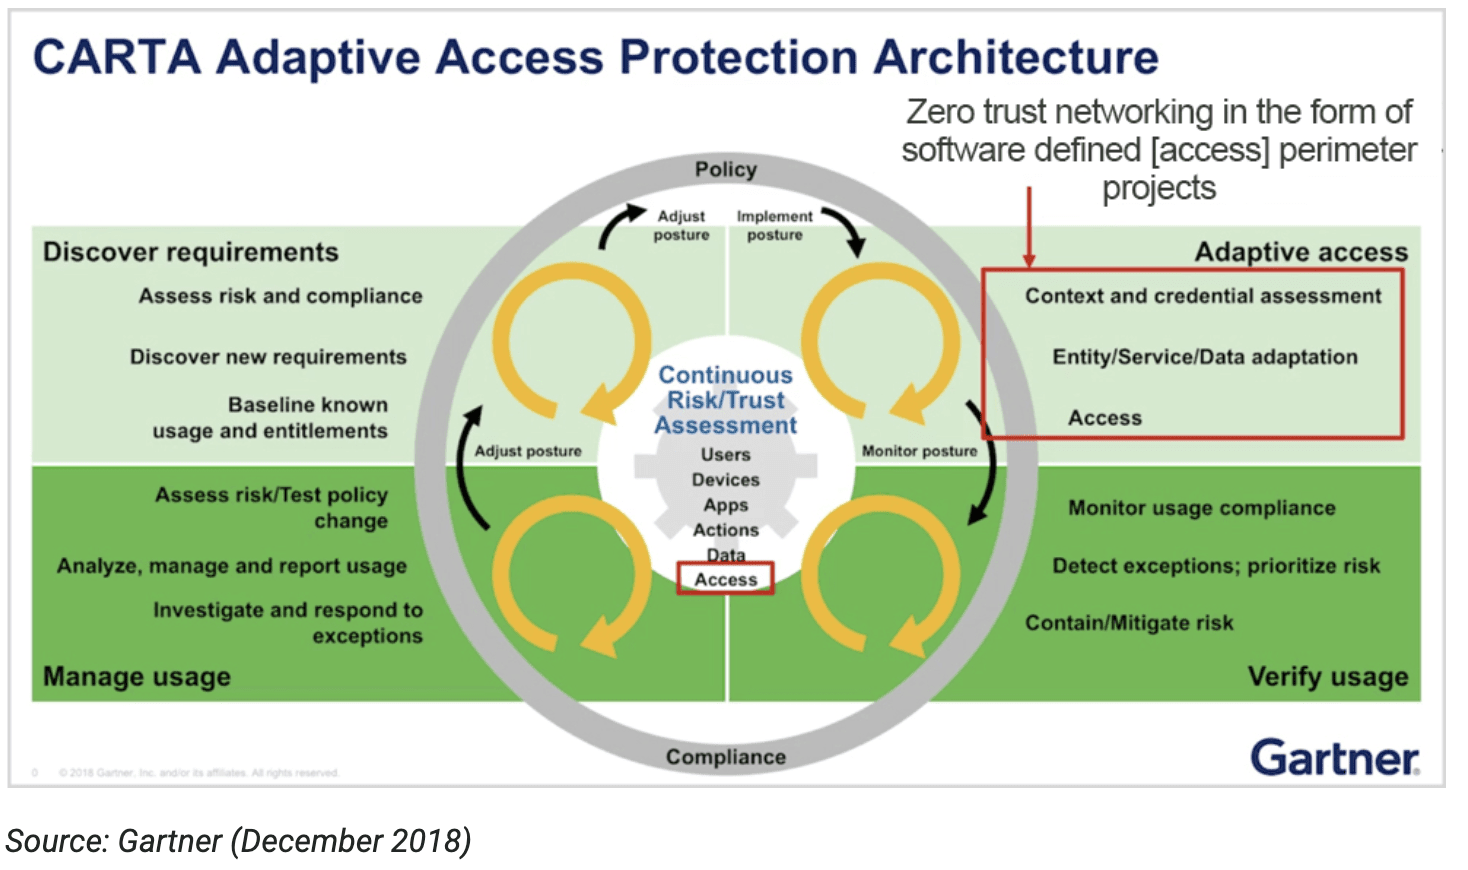 CARTA Adaptive Access Protection Architecture
Zero trust networking in the form of
software defined [access] perimeter
projects
Policy
Adjust
posture
Implement
posture
Discover requirements
Assess risk and compliance
Discover new requirements
Baseline known
usage and entitlements
Adaptive access
Context and credential assessment
Entity/Service/Data adaptation
Access
Continuous
Risk/Trust
Assessment
Users
Devices
Apps
Actions
Data
Access
Adjust posture
Monitor posture
Assess risk/Test policy
change
Analyze, manage and report usage
Investigate and respond to
exceptions
Manage usage
Monitor usage compliance
Detect exceptions; prioritize risk
Contain/Mitigate risk
Verify usage
Compliance
0 © 2018 Gartner, Inc. and/or its affiliates. All rights reserved.
Gartner®
Source: Gartner (December 2018)